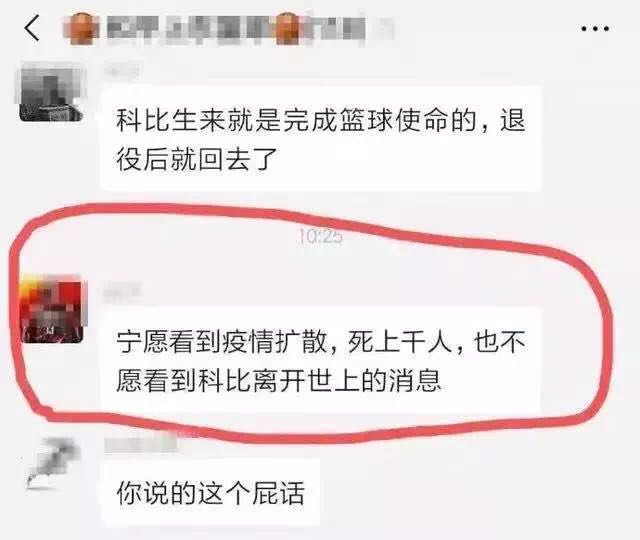 科比生来就是完成篮球使命的，退
役后就回去了
10:25
宁愿看到疫情扩散，死上千人，也不
愿看到科比离开世上的消息
你说的这个屁话